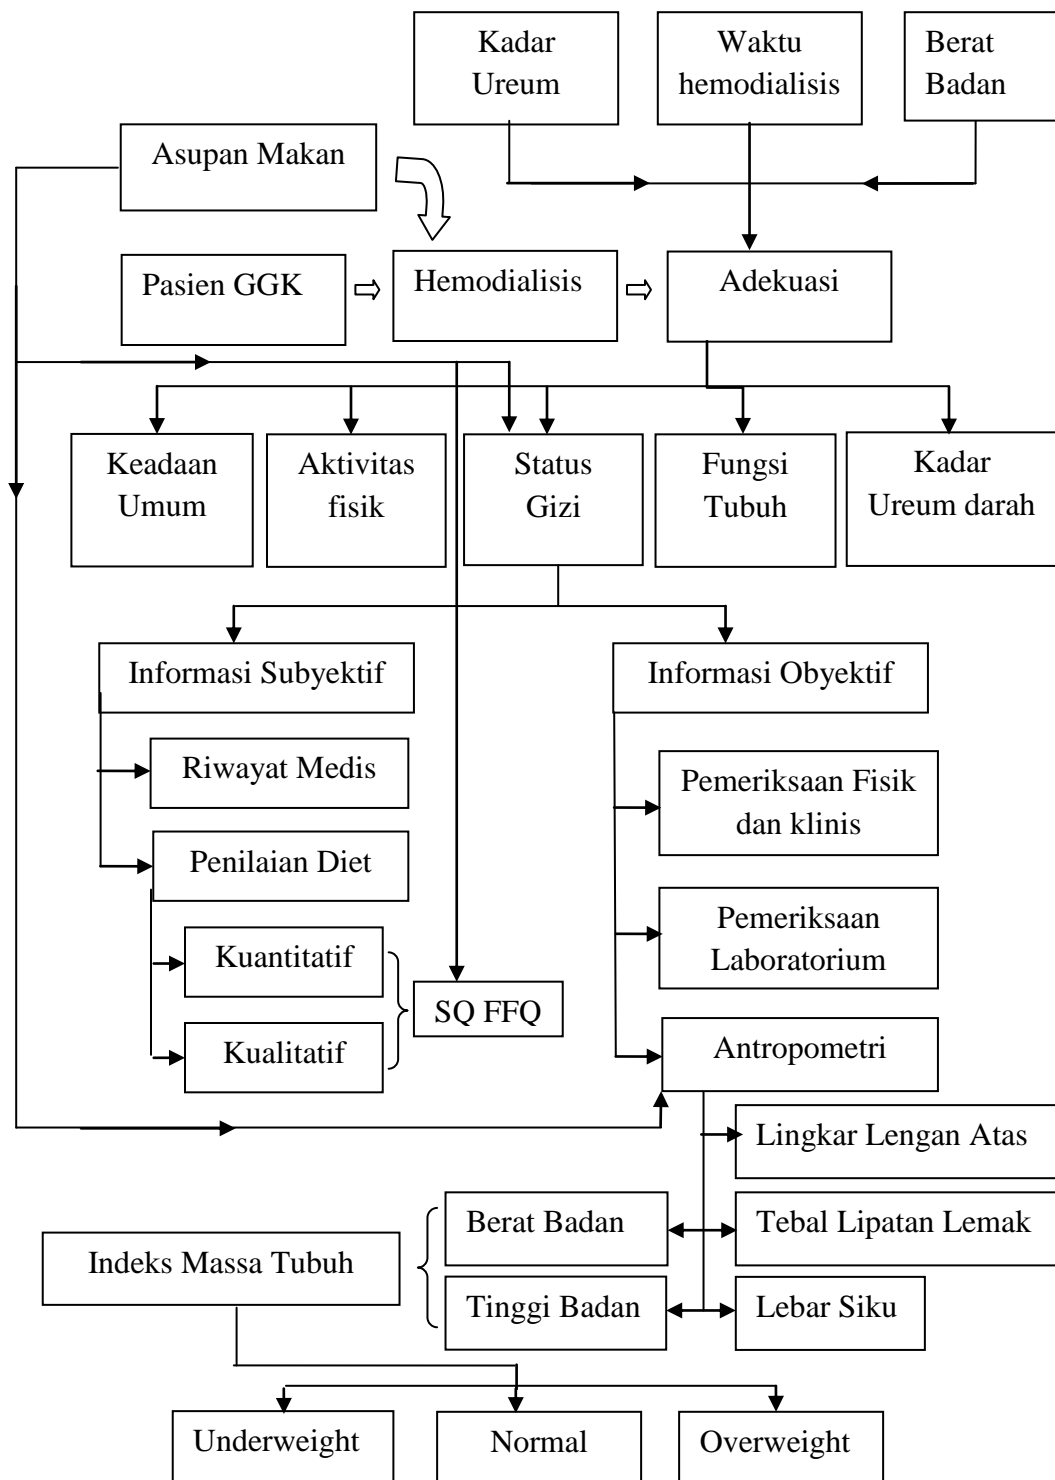 Kadar
Ureum
Waktu
hemodialisis
Berat
Badan
Asupan Makan
Pasien GGK
Hemodialisis
Adekuasi
Keadaan
Umum
Aktivitas
fisik
Status
Gizi
Fungsi
Tubuh
Kadar
Ureum darah
Informasi Subyektif
Informasi Obyektif
Riwayat Medis
Pemeriksaan Fisik
dan klinis
Penilaian Diet
Pemeriksaan
Laboratorium
Kuantitatif
SQ FFQ
Kualitatif
Antropometri
Lingkar Lengan Atas
Berat Badan
Tebal Lipatan Lemak
Indeks Massa Tubuh
Tinggi Badan
Lebar Siku
Underweight
Normal
Overweight